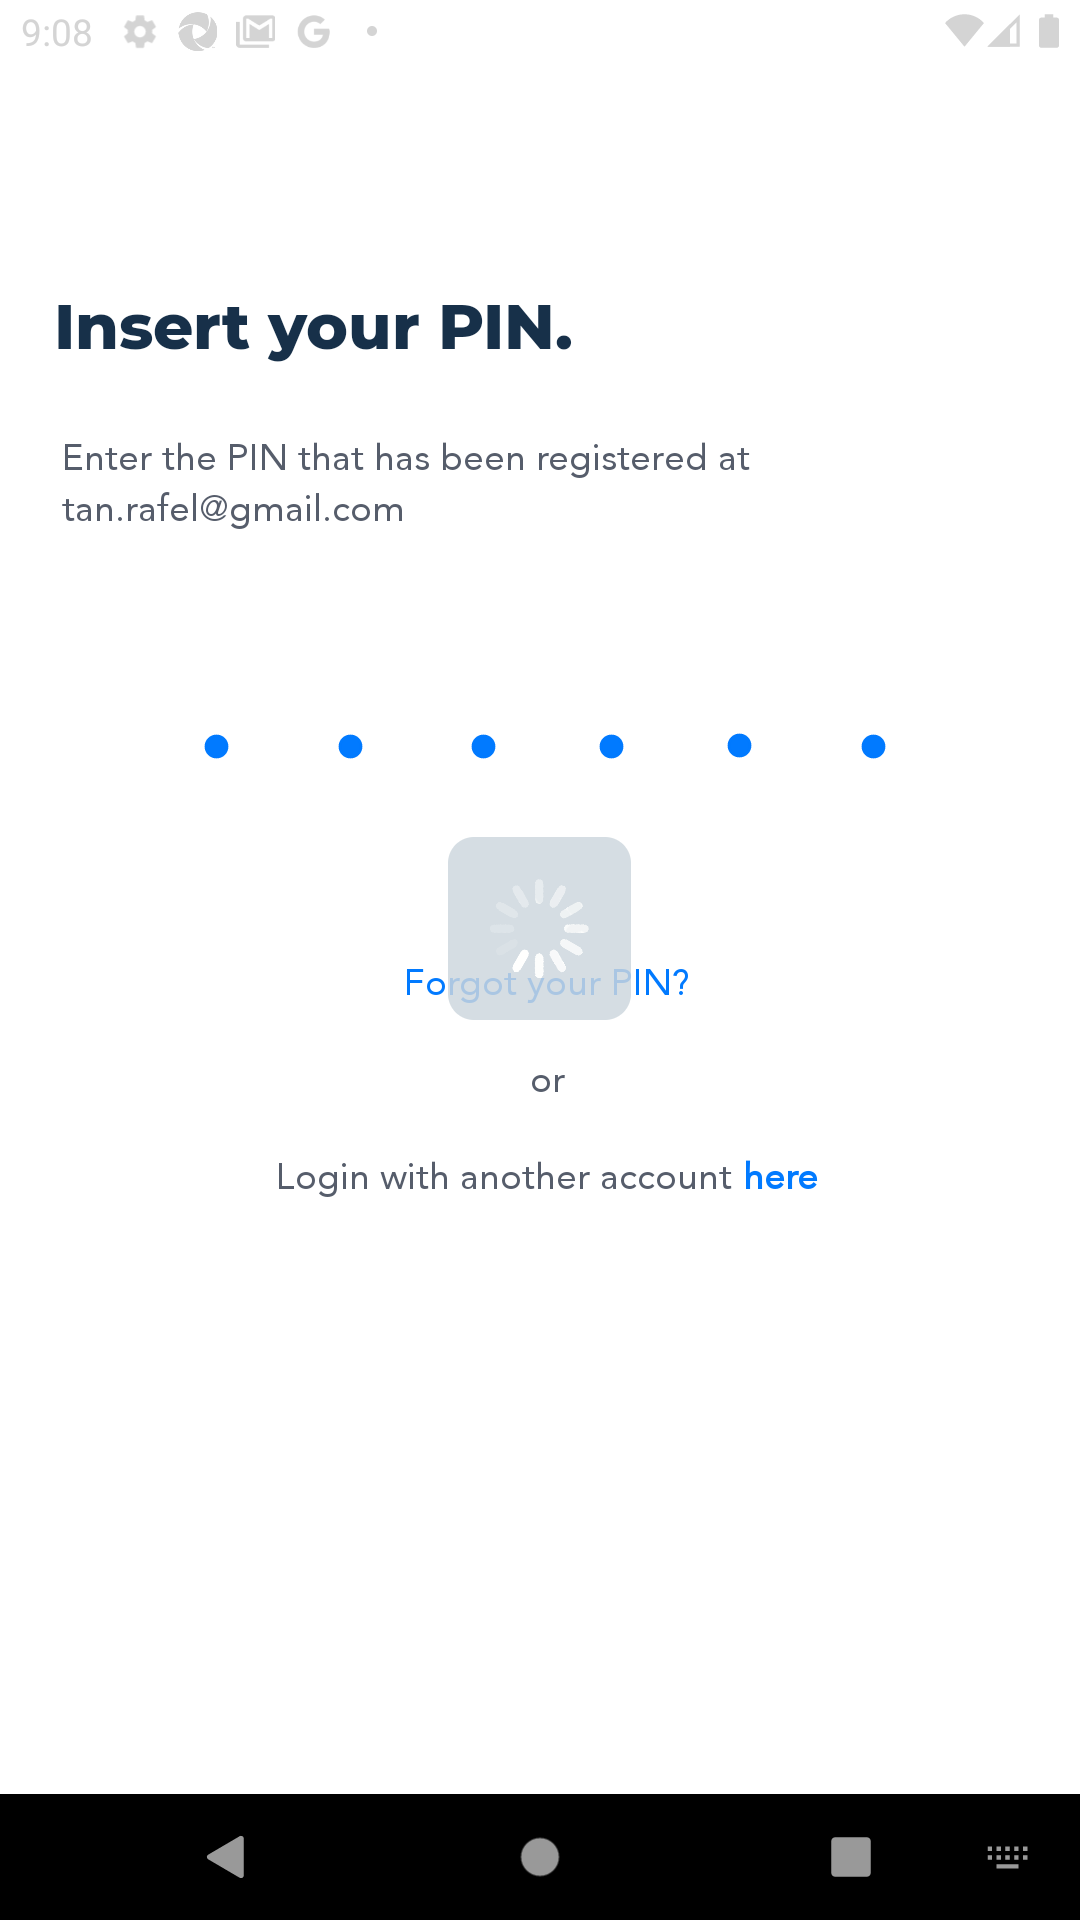 9:08
Insert your PIN.
Enter the PIN that has been registered at
tan.rafel@gmail.com
Forgot your PIN?
or
Login with another account here